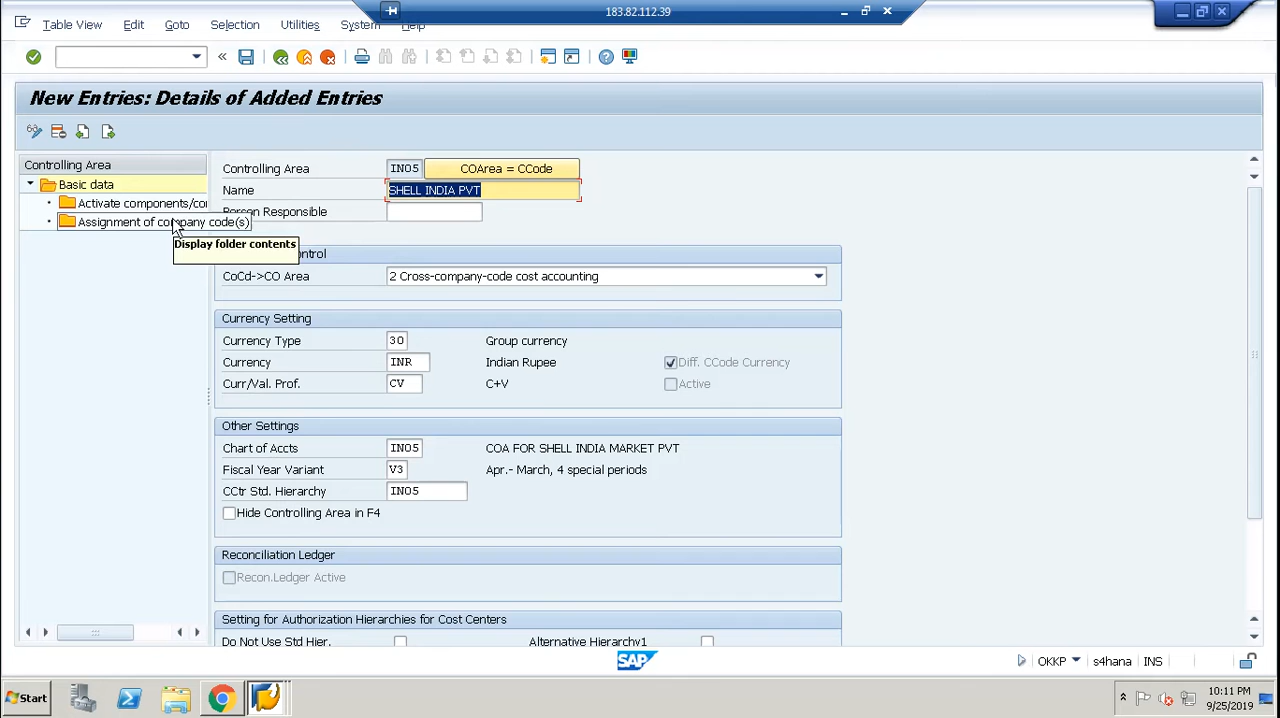 183.82.112.39
Table View Edit Goto Selection Utilities System Help
New Entries: Details of Added Entries
Controlling Area
Basic data
Activate components/con
Assignment of company code(s)
Display folder contents
Controlling Area IN05 COArea = CCode
Name SHELL INDIA PVT
Person Responsible
ontrol
CoCd->CO Area 2 Cross-company-code cost accounting
Currency Setting
Currency Type 30 Group currency
Currency INR Indian Rupee Diff. CCode Currency
Curr/Val. Prof. CV C+V Active
Other Settings
Chart of Accts IN05 COA FOR SHELL INDIA MARKET PVT
Fiscal Year Variant V3 Apr.- March, 4 special periods
CCtr Std. Hierarchy IN05
Hide Controlling Area in F4
Reconciliation Ledger
Recon.Ledger Active
Setting for Authorization Hierarchies for Cost Centers
Do Not Use Std Hier. Alternative Hierarchy1
SAP
OKKP s4hana INS
Start
10:11 PM
9/25/2019